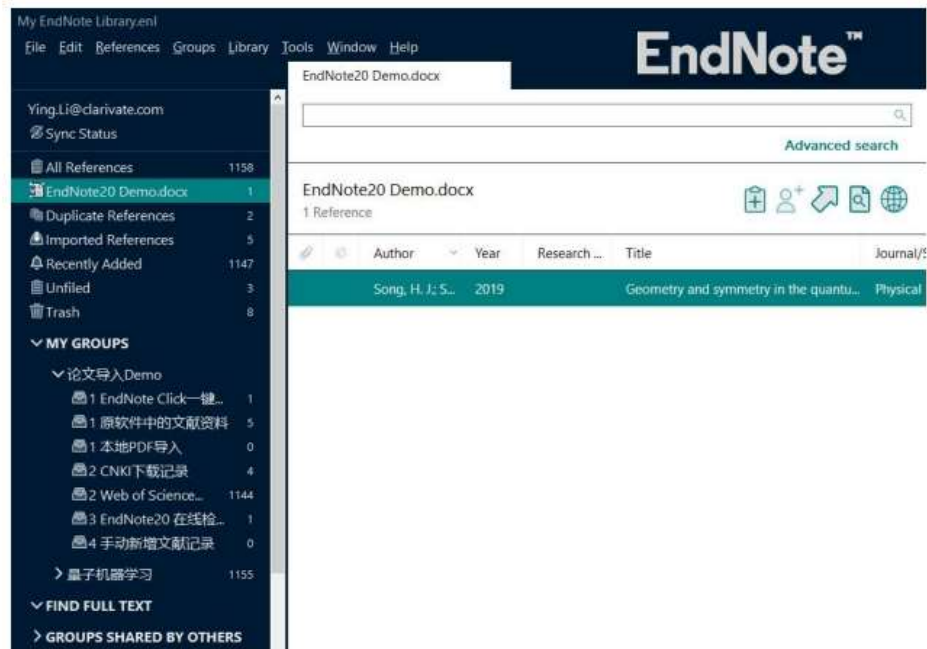 My EndNote Library.enl
File Edit References Groups Library Tools Window Help
EndNote™
EndNote20 Demo.docx
Ying.Li@clarivate.com
Sync Status
Advanced search
All References 1158
EndNote20 Demo.docx 1
Duplicate References 2
Imported References 5
Recently Added 1147
Unfiled 3
Trash 8
MY GROUPS
论文导入Demo
1 EndNote Click一键... 1
1 原软件中的文献资料 5
1 本地PDF导入 0
2 CNKI下载记录 4
2 Web of Science... 1144
3 EndNote20 在线检... 1
4 手动新增文献记录 0
量子机器学习 1155
FIND FULL TEXT
GROUPS SHARED BY OTHERS
EndNote20 Demo.docx
1 Reference
Author Year Research ... Title Journal/S
Song, H. J.; S... 2019 Geometry and symmetry in the quantu... Physical